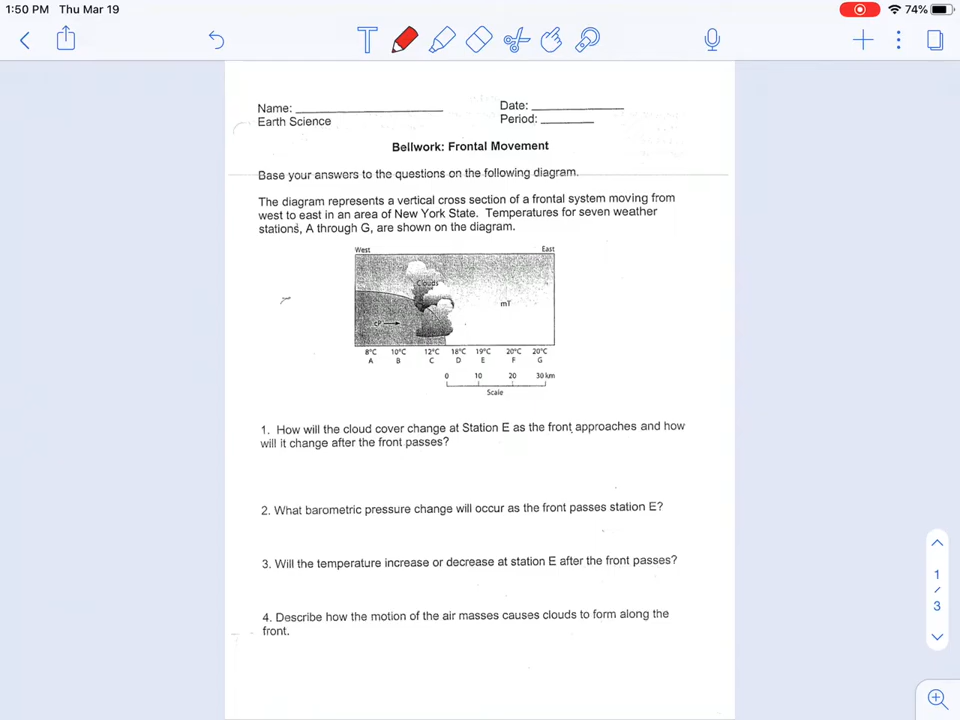 1:50 PM Thu Mar 19
74%
T
Name: ____________________ Date: ____________
Earth Science Period: _______
Bellwork: Frontal Movement
Base your answers to the questions on the following diagram.
The diagram represents a vertical cross section of a frontal system moving from
west to east in an area of New York State. Temperatures for seven weather
stations, A through G, are shown on the diagram.
West East
Clouds
mT
cP
8°C 10°C 12°C 18°C 19°C 20°C 20°C
A B C D E F G
0 10 20 30 km
Scale
1. How will the cloud cover change at Station E as the front approaches and how
will it change after the front passes?
2. What barometric pressure change will occur as the front passes station E?
3. Will the temperature increase or decrease at station E after the front passes?
4. Describe how the motion of the air masses causes clouds to form along the
front.
1
/
3